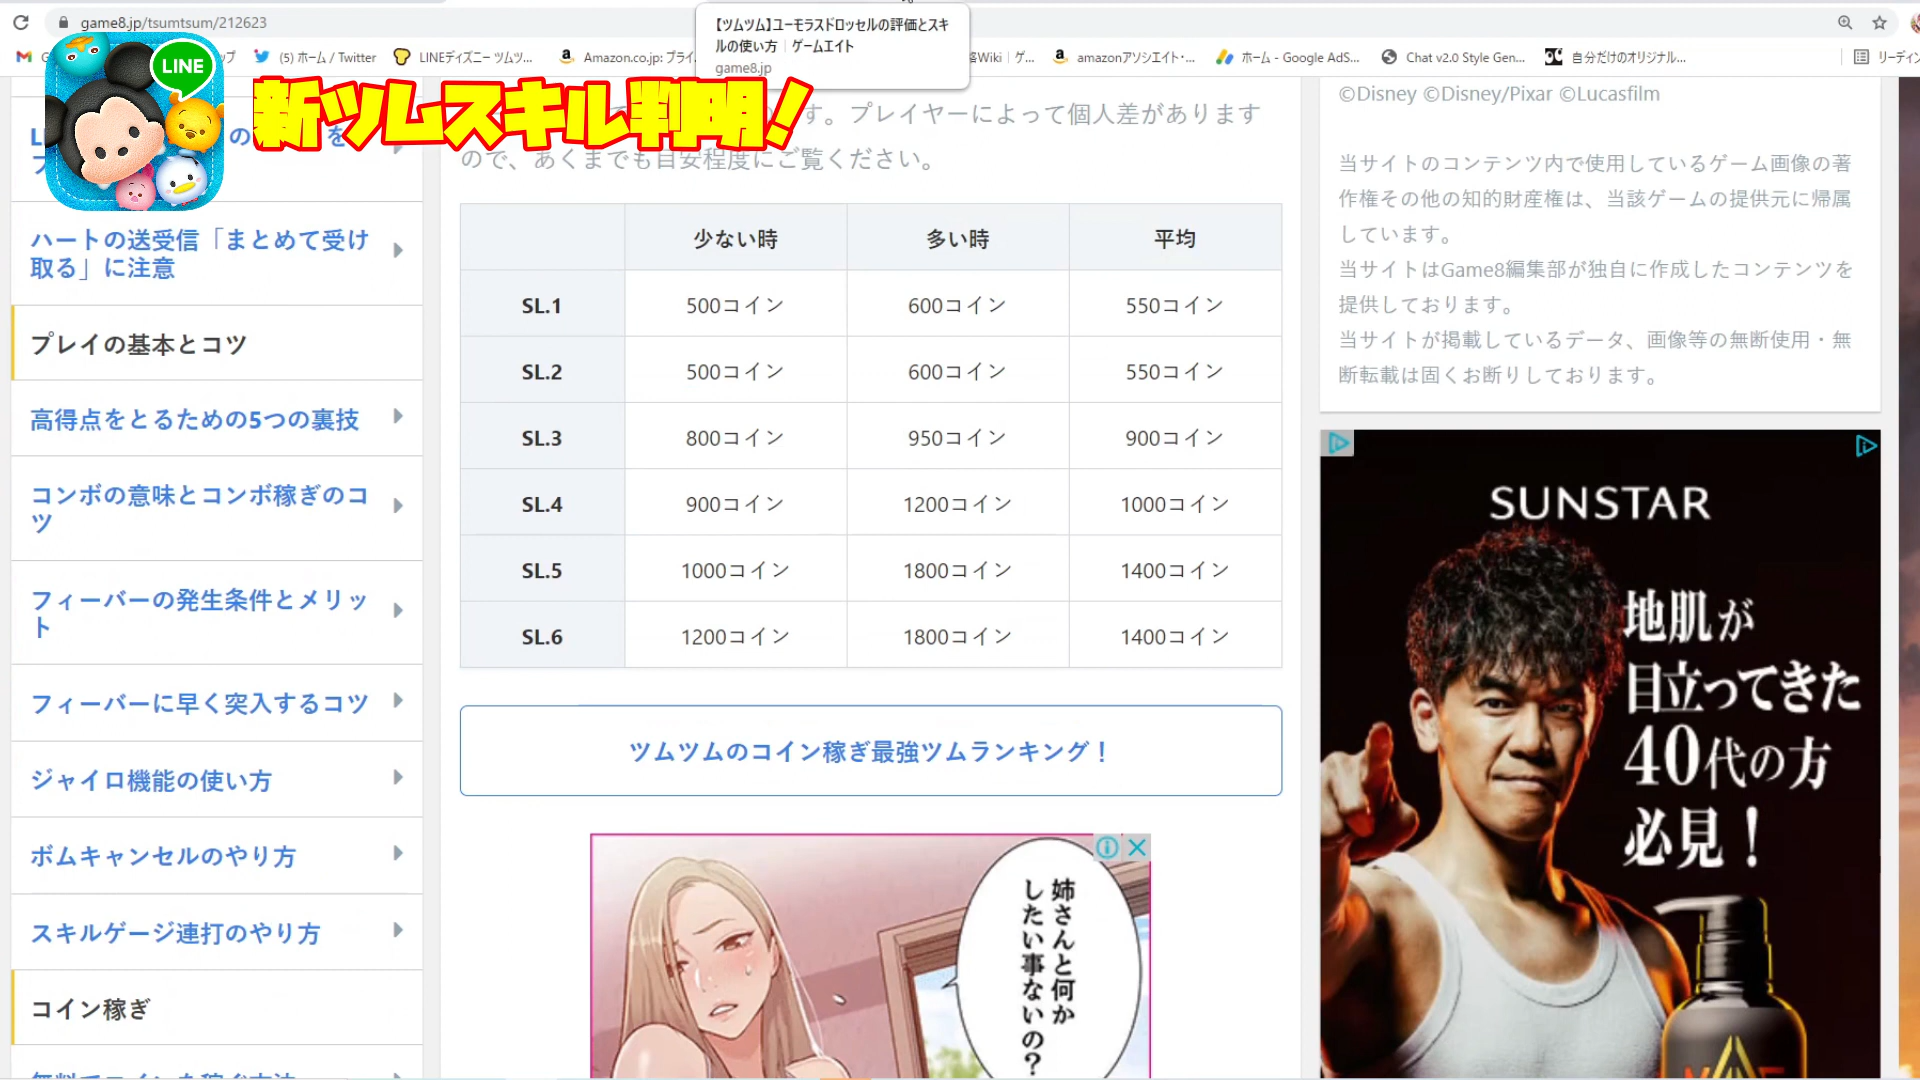 game8.jp/tsumtsum/212623
【ツムツム】ユーモラスドロッセルの評価とスキ
ルの使い方｜ゲームエイト
game8.jp
(5) ホーム / Twitter
LINEディズニー ツムツ...
Amazon.co.jp: プライ
Wiki｜ゲ...
amazonアソシエイト・...
ホーム - Google AdS...
Chat v2.0 Style Gen...
自分だけのオリジナル...
リーディン
LINE
新ツムスキル判明！
ハートの送受信「まとめて受け
取る」に注意
プレイの基本とコツ
高得点をとるための5つの裏技
コンボの意味とコンボ稼ぎのコ
ツ
フィーバーの発生条件とメリッ
ト
フィーバーに早く突入するコツ
ジャイロ機能の使い方
ボムキャンセルのやり方
スキルゲージ連打のやり方
コイン稼ぎ
無料でコインを稼ぐ方法
す。プレイヤーによって個人差があります
ので、あくまでも目安程度にご覧ください。
少ない時 多い時 平均
SL.1 500コイン 600コイン 550コイン
SL.2 500コイン 600コイン 550コイン
SL.3 800コイン 950コイン 900コイン
SL.4 900コイン 1200コイン 1000コイン
SL.5 1000コイン 1800コイン 1400コイン
SL.6 1200コイン 1800コイン 1400コイン
ツムツムのコイン稼ぎ最強ツムランキング！
姉さんと何か
したい事ないの？
©Disney ©Disney/Pixar ©Lucasfilm
当サイトのコンテンツ内で使用しているゲーム画像の著
作権その他の知的財産権は、当該ゲームの提供元に帰属
しています。
当サイトはGame8編集部が独自に作成したコンテンツを
提供しております。
当サイトが掲載しているデータ、画像等の無断使用・無
断転載は固くお断りしております。
SUNSTAR
地肌が
目立ってきた
40代の方
必見！